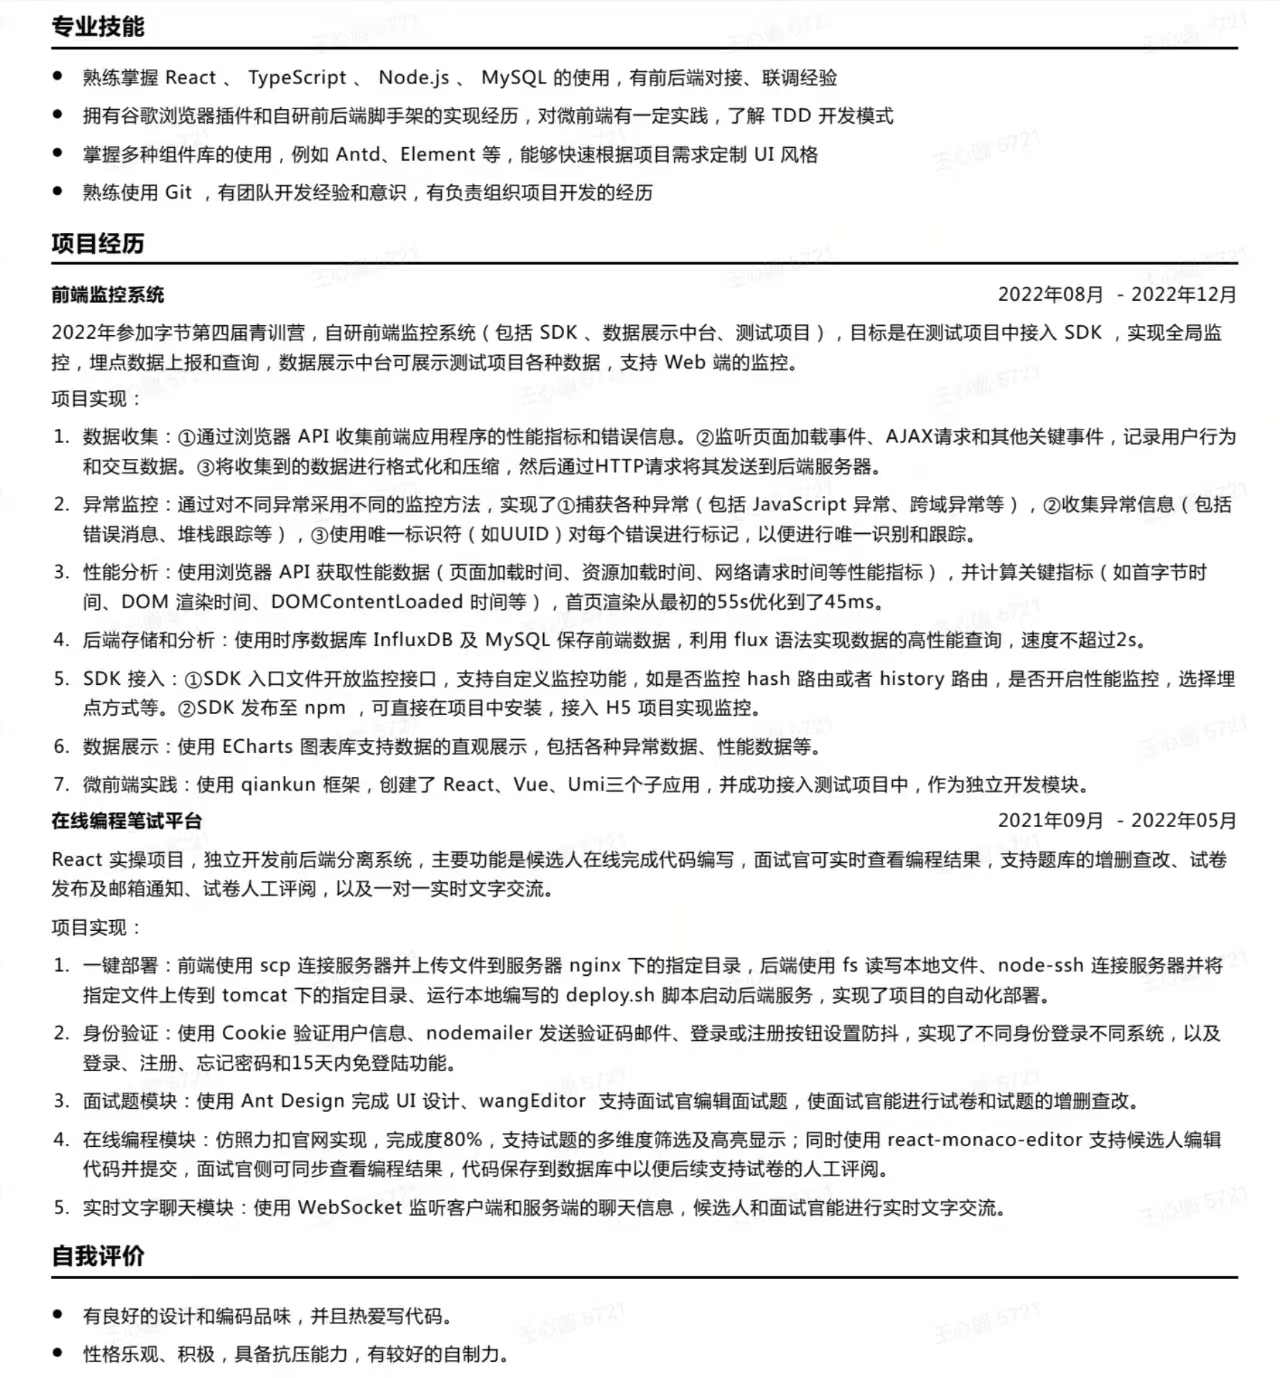 专业技能
● 熟练掌握 React 、 TypeScript 、 Node.js 、 MySQL 的使用，有前后端对接、联调经验
● 拥有谷歌浏览器插件和自研前后端脚手架的实现经历，对微前端有一定实践，了解 TDD 开发模式
● 掌握多种组件库的使用，例如 Antd、Element 等，能够快速根据项目需求定制 UI 风格
● 熟练使用 Git ，有团队开发经验和意识，有负责组织项目开发的经历
项目经历
前端监控系统 2022年08月 - 2022年12月
2022年参加字节第四届青训营，自研前端监控系统（包括 SDK 、数据展示中台、测试项目），目标是在测试项目中接入 SDK ，实现全局监
控，埋点数据上报和查询，数据展示中台可展示测试项目各种数据，支持 Web 端的监控。
项目实现：
1. 数据收集：①通过浏览器 API 收集前端应用程序的性能指标和错误信息。②监听页面加载事件、AJAX请求和其他关键事件，记录用户行为
和交互数据。③将收集到的数据进行格式化和压缩，然后通过HTTP请求将其发送到后端服务器。
2. 异常监控：通过对不同异常采用不同的监控方法，实现了①捕获各种异常（包括 JavaScript 异常、跨域异常等），②收集异常信息（包括
错误消息、堆栈跟踪等），③使用唯一标识符（如UUID）对每个错误进行标记，以便进行唯一识别和跟踪。
3. 性能分析：使用浏览器 API 获取性能数据（页面加载时间、资源加载时间、网络请求时间等性能指标），并计算关键指标（如首字节时
间、DOM 渲染时间、DOMContentLoaded 时间等），首页渲染从最初的55s优化到了45ms。
4. 后端存储和分析：使用时序数据库 InfluxDB 及 MySQL 保存前端数据，利用 flux 语法实现数据的高性能查询，速度不超过2s。
5. SDK 接入：①SDK 入口文件开放监控接口，支持自定义监控功能，如是否监控 hash 路由或者 history 路由，是否开启性能监控，选择埋
点方式等。②SDK 发布至 npm ，可直接在项目中安装，接入 H5 项目实现监控。
6. 数据展示：使用 ECharts 图表库支持数据的直观展示，包括各种异常数据、性能数据等。
7. 微前端实践：使用 qiankun 框架，创建了 React、Vue、Umi三个子应用，并成功接入测试项目中，作为独立开发模块。
在线编程笔试平台 2021年09月 - 2022年05月
React 实操项目，独立开发前后端分离系统，主要功能是候选人在线完成代码编写，面试官可实时查看编程结果，支持题库的增删查改、试卷
发布及邮箱通知、试卷人工评阅，以及一对一实时文字交流。
项目实现：
1. 一键部署：前端使用 scp 连接服务器并上传文件到服务器 nginx 下的指定目录，后端使用 fs 读写本地文件、node-ssh 连接服务器并将
指定文件上传到 tomcat 下的指定目录、运行本地编写的 deploy.sh 脚本启动后端服务，实现了项目的自动化部署。
2. 身份验证：使用 Cookie 验证用户信息、nodemailer 发送验证码邮件、登录或注册按钮设置防抖，实现了不同身份登录不同系统，以及
登录、注册、忘记密码和15天内免登陆功能。
3. 面试题模块：使用 Ant Design 完成 UI 设计、wangEditor 支持面试官编辑面试题，使面试官能进行试卷和试题的增删查改。
4. 在线编程模块：仿照力扣官网实现，完成度80%，支持试题的多维度筛选及高亮显示；同时使用 react-monaco-editor 支持候选人编辑
代码并提交，面试官侧可同步查看编程结果，代码保存到数据库中以便后续支持试卷的人工评阅。
5. 实时文字聊天模块：使用 WebSocket 监听客户端和服务端的聊天信息，候选人和面试官能进行实时文字交流。
自我评价
● 有良好的设计和编码品味，并且热爱写代码。
● 性格乐观、积极，具备抗压能力，有较好的自制力。